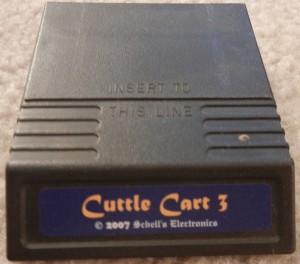 INSERT TO
THIS LINE
Cuttle Cart 3
© 2007 Schell's Electronics